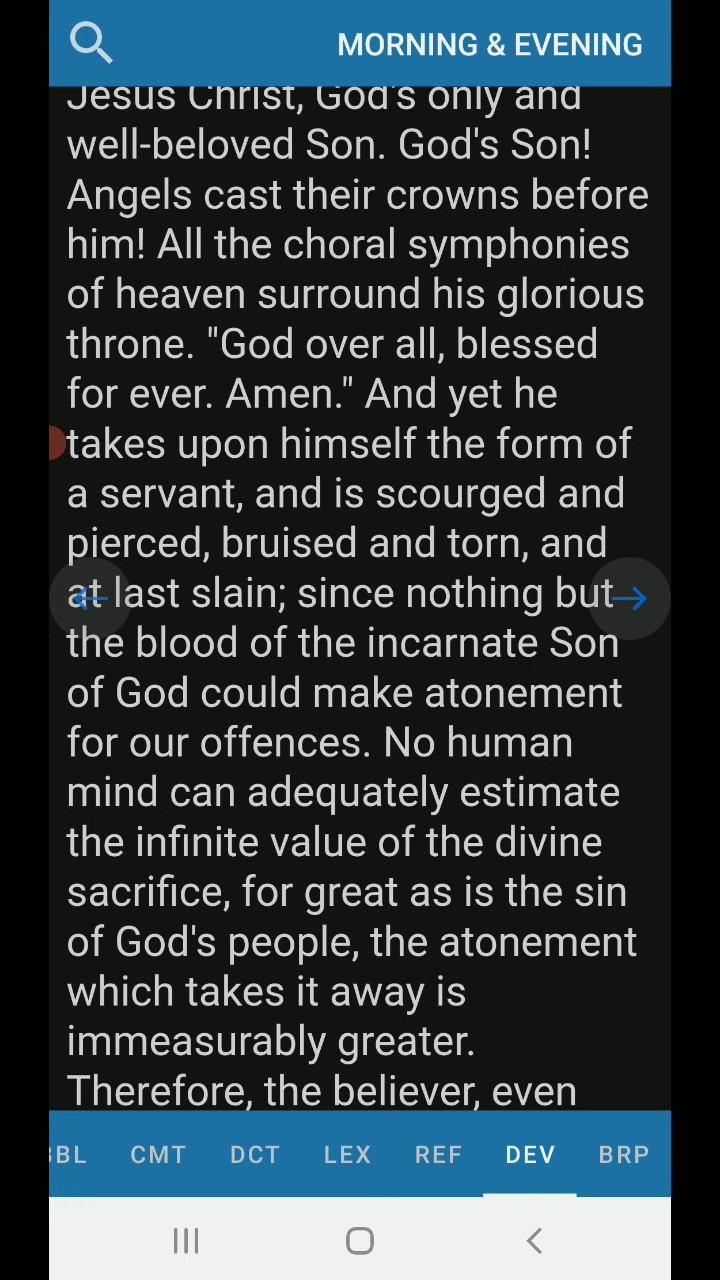 MORNING & EVENING
Jesus Christ, God's only and
well-beloved Son. God's Son!
Angels cast their crowns before
him! All the choral symphonies
of heaven surround his glorious
throne. "God over all, blessed
for ever. Amen." And yet he
takes upon himself the form of
a servant, and is scourged and
pierced, bruised and torn, and
at last slain; since nothing but
the blood of the incarnate Son
of God could make atonement
for our offences. No human
mind can adequately estimate
the infinite value of the divine
sacrifice, for great as is the sin
of God's people, the atonement
which takes it away is
immeasurably greater.
Therefore, the believer, even
BBL CMT DCT LEX REF DEV BRP